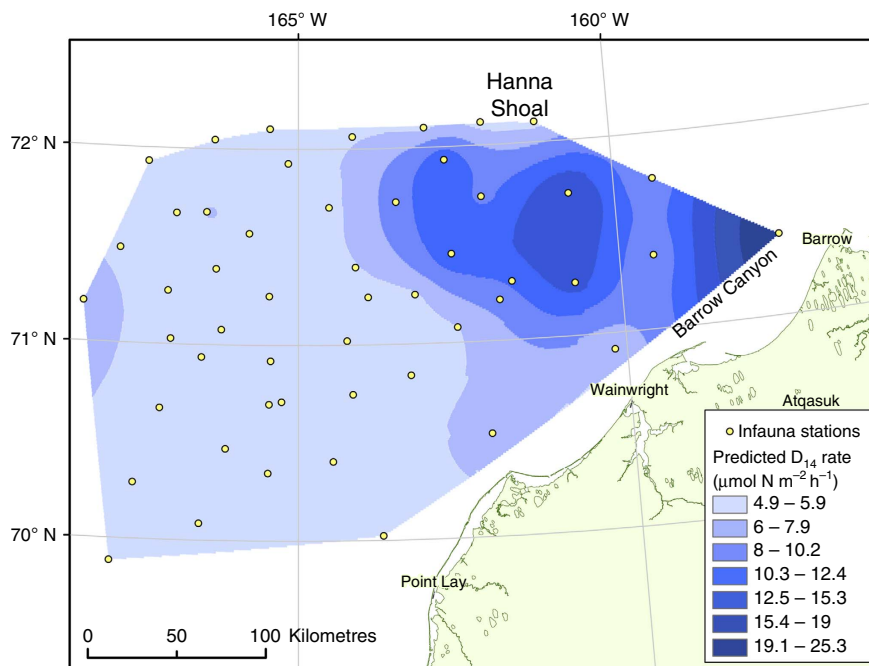 165° W
160° W
Hanna
Shoal
72° N
Barrow
Barrow Canyon
71° N
Wainwright
Atqasuk
Infauna stations
Predicted D₁₄ rate
(μmol N m⁻² h⁻¹)
4.9 – 5.9
6 – 7.9
8 – 10.2
10.3 – 12.4
12.5 – 15.3
15.4 – 19
19.1 – 25.3
70° N
Point Lay
0 50 100 Kilometres